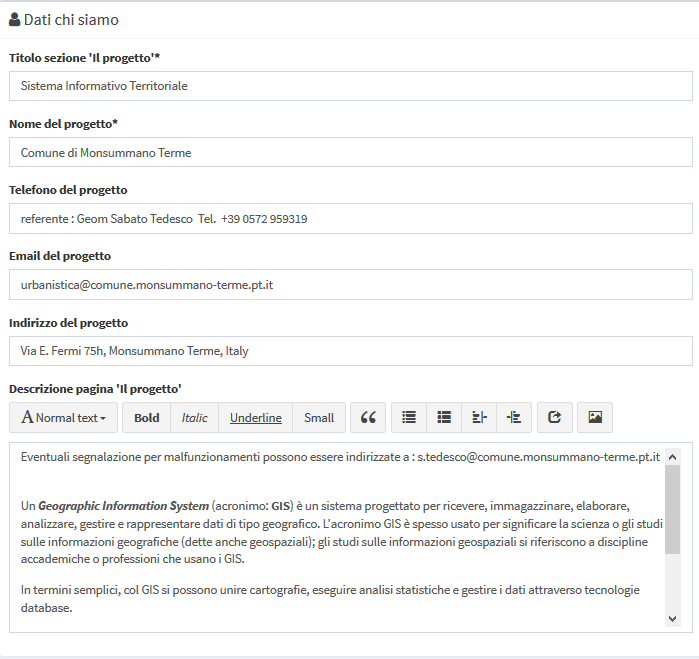 Dati chi siamo
Titolo sezione 'Il progetto'*
Sistema Informativo Territoriale
Nome del progetto*
Comune di Monsummano Terme
Telefono del progetto
referente : Geom Sabato Tedesco Tel. +39 0572 959319
Email del progetto
urbanistica@comune.monsummano-terme.pt.it
Indirizzo del progetto
Via E. Fermi 75h, Monsummano Terme, Italy
Descrizione pagina 'Il progetto'
A Normal text Bold Italic Underline Small
Eventuali segnalazione per malfunzionamenti possono essere indirizzate a : s.tedesco@comune.monsummano-terme.pt.it
Un Geographic Information System (acronimo: GIS) è un sistema progettato per ricevere, immagazzinare, elaborare,
analizzare, gestire e rappresentare dati di tipo geografico. L'acronimo GIS è spesso usato per significare la scienza o gli studi
sulle informazioni geografiche (dette anche geospaziali); gli studi sulle informazioni geospaziali si riferiscono a discipline
accademiche o professioni che usano i GIS.
In termini semplici, col GIS si possono unire cartografie, eseguire analisi statistiche e gestire i dati attraverso tecnologie
database.